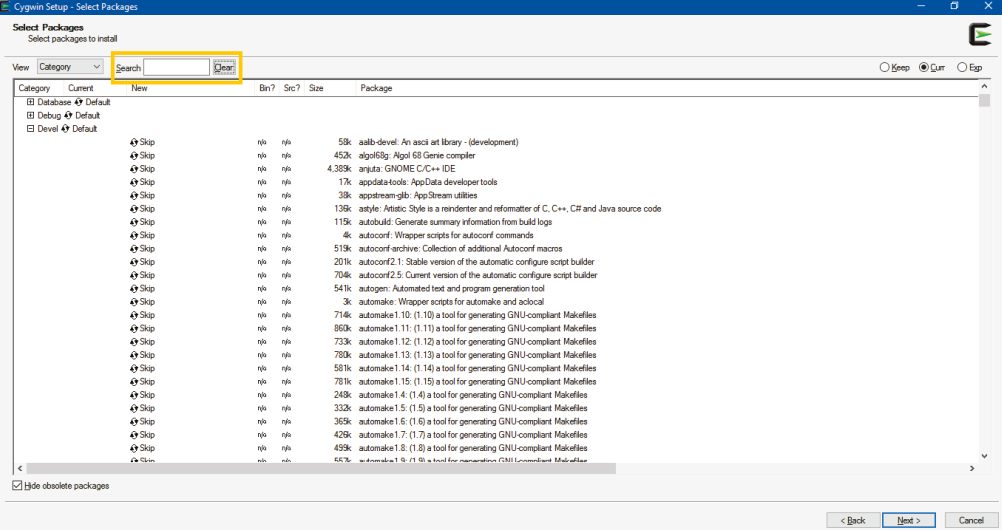 Cygwin Setup - Select Packages
Select Packages
Select packages to install
View Category Search Clear Keep Curr Exp
Category Current New Bin? Src? Size Package
Database Default
Debug Default
Devel Default
Skip n/a n/a 58k aalib-devel: An ascii art library - (development)
Skip n/a n/a 452k algol68g: Algol 68 Genie compiler
Skip n/a n/a 4,389k anjuta: GNOME C/C++ IDE
Skip n/a n/a 17k appdata-tools: AppData developer tools
Skip n/a n/a 38k appstream-glib: AppStream utilities
Skip n/a n/a 136k astyle: Artistic Style is a reindenter and reformatter of C, C++, C# and Java source code
Skip n/a n/a 115k autobuild: Generate summary information from build logs
Skip n/a n/a 4k autoconf: Wrapper scripts for autoconf commands
Skip n/a n/a 519k autoconf-archive: Collection of additional Autoconf macros
Skip n/a n/a 201k autoconf2.1: Stable version of the automatic configure script builder
Skip n/a n/a 704k autoconf2.5: Current version of the automatic configure script builder
Skip n/a n/a 541k autogen: Automated text and program generation tool
Skip n/a n/a 3k automake: Wrapper scripts for automake and aclocal
Skip n/a n/a 714k automake1.10: (1.10) a tool for generating GNU-compliant Makefiles
Skip n/a n/a 860k automake1.11: (1.11) a tool for generating GNU-compliant Makefiles
Skip n/a n/a 733k automake1.12: (1.12) a tool for generating GNU-compliant Makefiles
Skip n/a n/a 780k automake1.13: (1.13) a tool for generating GNU-compliant Makefiles
Skip n/a n/a 581k automake1.14: (1.14) a tool for generating GNU-compliant Makefiles
Skip n/a n/a 781k automake1.15: (1.15) a tool for generating GNU-compliant Makefiles
Skip n/a n/a 248k automake1.4: (1.4) a tool for generating GNU-compliant Makefiles
Skip n/a n/a 332k automake1.5: (1.5) a tool for generating GNU-compliant Makefiles
Skip n/a n/a 365k automake1.6: (1.6) a tool for generating GNU-compliant Makefiles
Skip n/a n/a 426k automake1.7: (1.7) a tool for generating GNU-compliant Makefiles
Skip n/a n/a 499k automake1.8: (1.8) a tool for generating GNU-compliant Makefiles
Skip n/a n/a 557k automake1.9: (1.9) a tool for generating GNU-compliant Makefiles
Hide obsolete packages
< Back Next > Cancel